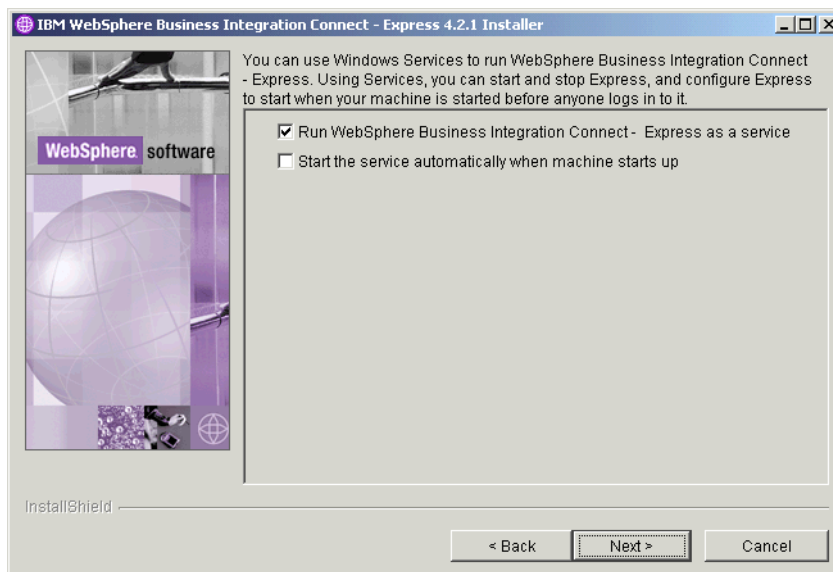 IBM WebSphere Business Integration Connect - Express 4.2.1 Installer
You can use Windows Services to run WebSphere Business Integration Connect
- Express. Using Services, you can start and stop Express, and configure Express
to start when your machine is started before anyone logs in to it.
WebSphere software
Run WebSphere Business Integration Connect - Express as a service
Start the service automatically when machine starts up
InstallShield
< Back
Next >
Cancel